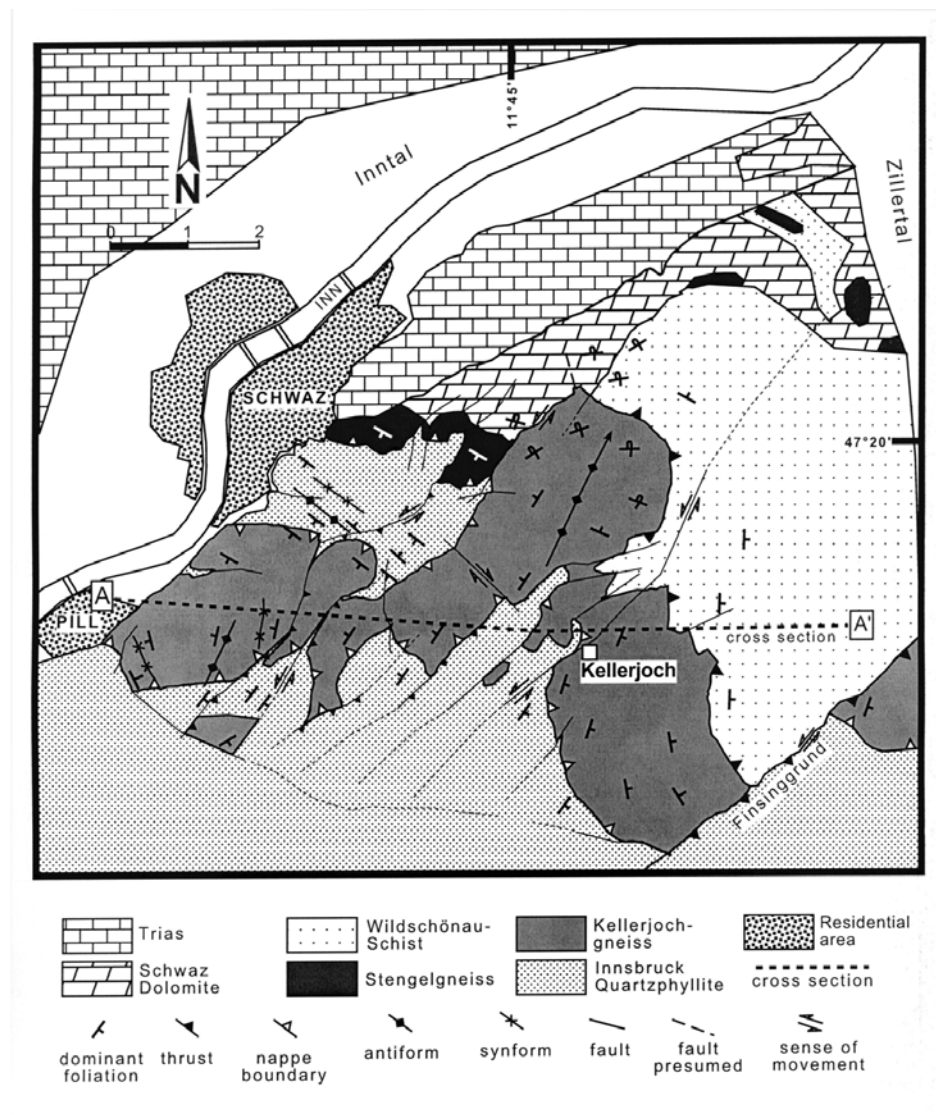 11°45'
Inntal
Zillertal
N
0 1 2
INN
SCHWAZ
47°20'
A
PILL
cross section
A'
Kellerjoch
Finsinggrund
Trias
Wildschönau-
Schist
Kellerjoch-
gneiss
Residential
area
Schwaz
Dolomite
Stengelgneiss
Innsbruck
Quartzphyllite
cross section
dominant
foliation
thrust
nappe
boundary
antiform
synform
fault
fault
presumed
sense of
movement